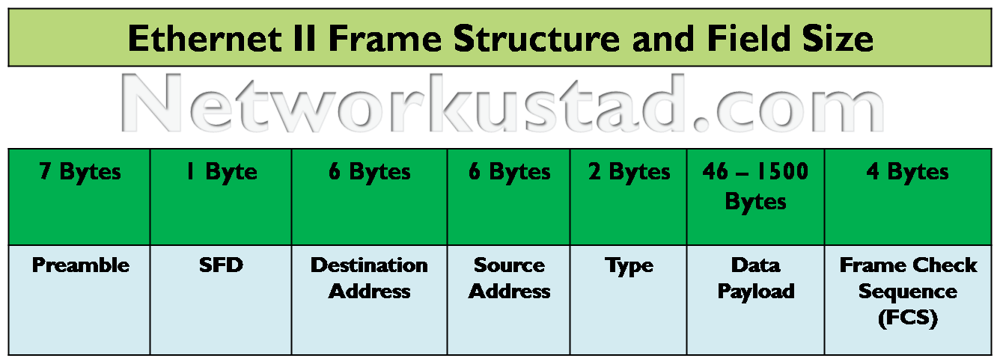 Ethernet II Frame Structure and Field Size
Networkustad.com
7 Bytes
1 Byte
6 Bytes
6 Bytes
2 Bytes
46 – 1500
Bytes
4 Bytes
Preamble
SFD
Destination
Address
Source
Address
Type
Data
Payload
Frame Check
Sequence
(FCS)